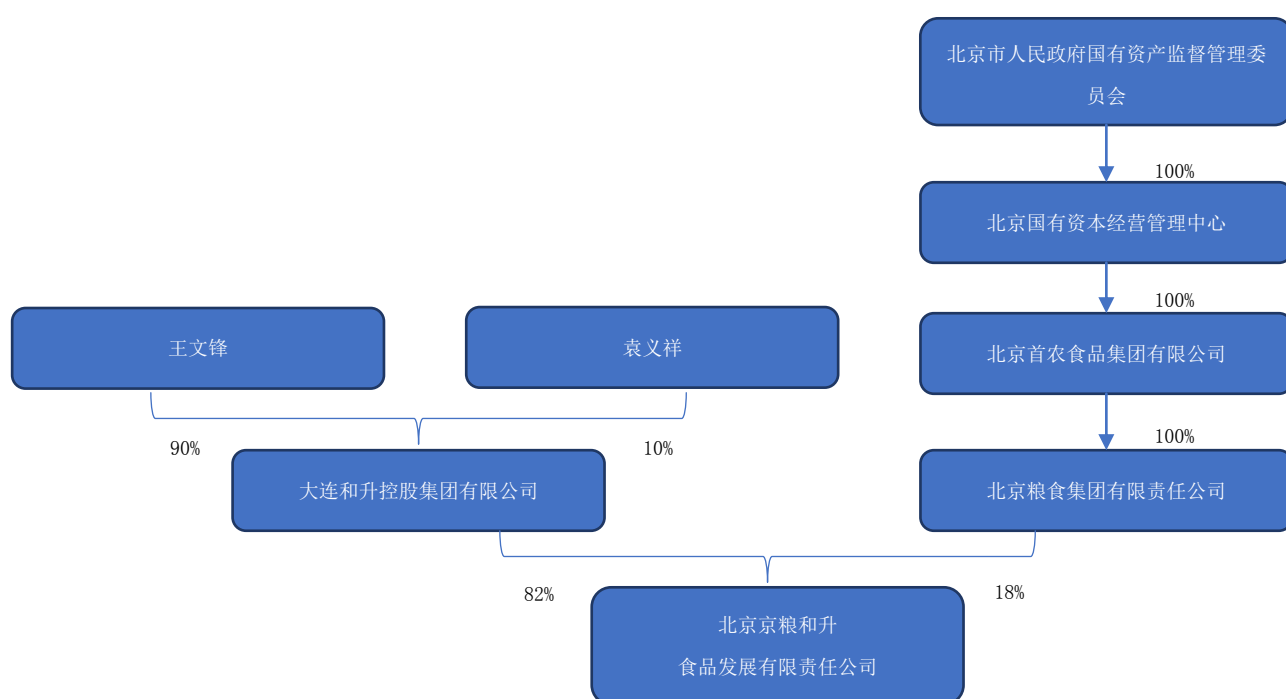 北京市人民政府国有资产监督管理委
员会
100%
北京国有资本经营管理中心
100%
王文锋
袁义祥
北京首农食品集团有限公司
90%
10%
100%
大连和升控股集团有限公司
北京粮食集团有限责任公司
82%
18%
北京京粮和升
食品发展有限责任公司